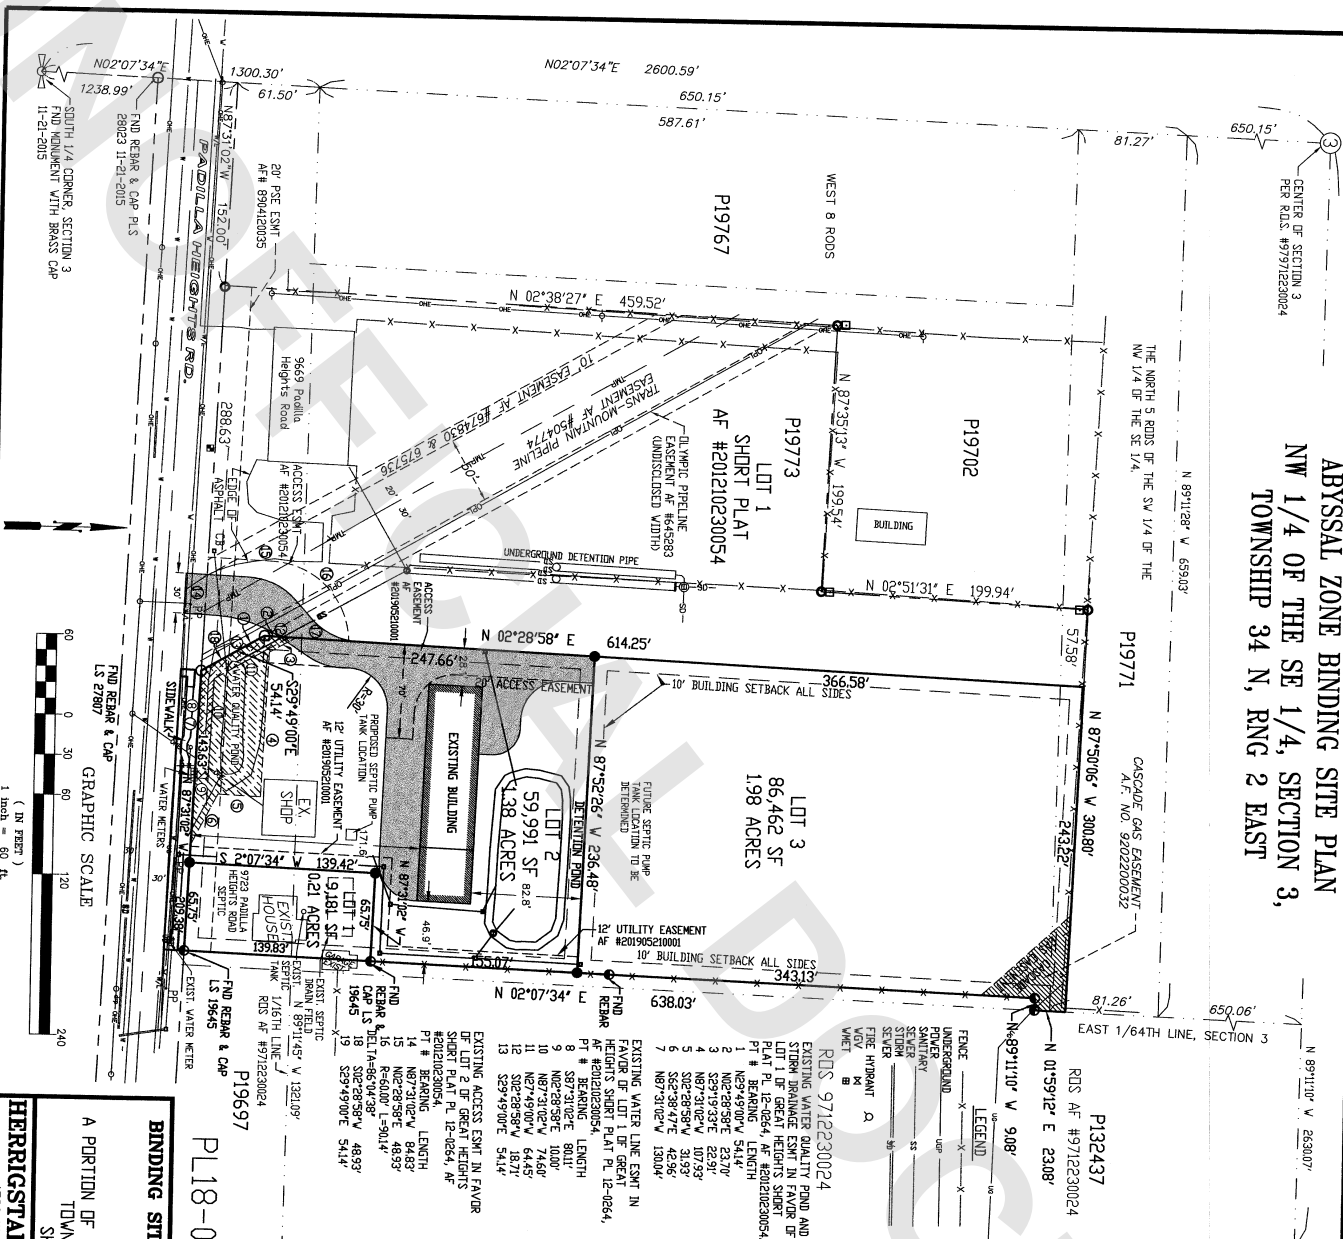 ABYSSAL ZONE BINDING SITE PLAN
NW 1/4 OF THE SE 1/4, SECTION 3,
TOWNSHIP 34 N, RNG 2 EAST
UNOFFICIAL DOC
N02°07'34"E 2600.59'
650.15'
587.61'
81.27'
650.15'
3
CENTER OF SECTION 3
PER R.O.S. #979712230024
N02°07'34"E
1238.99'
1300.30'
61.50'
SOUTH 1/4 CORNER, SECTION 3
FND MONUMENT WITH BRASS CAP
11-21-2015
FND REBAR & CAP PLS
28023 11-21-2015
PADILLA HEIGHTS RD.
N87°31'02"W 152.00'
20' PSE ESMT
AF# 8904120035
P19767
WEST 8 RODS
N 02°38'27" E 459.52'
THE NORTH 5 RODS OF THE SW 1/4 OF THE
NW 1/4 OF THE SE 1/4.
N 89°11'28" W 659.03'
P19702
BUILDING
N 87°35'13" W 199.54'
N 02°51'31" E 199.94'
P19773
LOT 1
SHORT PLAT
AF #201210230054
OLYMPIC PIPELINE
EASEMENT AF #645283
(UNDISCLOSED WIDTH)
TRANS-MOUNTAIN PIPELINE
EASEMENT AF #504774
10' EASEMENT AF #674830 & 675736
9669 Padilla
Heights Road
288.63'
EDGE OF
ASPHALT
ACCESS ESMT
AF #201210230054
UNDERGROUND DETENTION PIPE
ACCESS
EASEMENT
AF
#201905210001
N 02°28'58" E
614.25'
247.66'
366.58'
57.58'
P19771
N 87°50'06" W 300.80'
243.22'
CASCADE GAS EASEMENT
A.F. NO. 9202200032
20' ACCESS EASEMENT
10' BUILDING SETBACK ALL SIDES
LOT 3
86,462 SF
1.98 ACRES
N 87°52'26" W 236.48'
FUTURE SEPTIC PUMP
TANK LOCATION TO BE
DETERMINED
DETENTION POND
LOT 2
59,991 SF
1.38 ACRES
82.8'
46.9'
EXISTING BUILDING
PROPOSED SEPTIC PUMP
TANK LOCATION
12' UTILITY EASEMENT
AF #201905210001
S29°49'00"E
54.14'
WATER QUALITY POND
EX.
SHOP
143.63'
N 87°31'02" W
SIDEWALK
WATER METERS
FND REBAR & CAP
LS 27807
S 2°07'34" W 139.42'
N 87°31'02" W
65.75'
LOT 1
9,181 SF
0.21 ACRES
9723 PADILLA
HEIGHTS ROAD
SEPTIC
EXIST.
HOUSE
65.75'
209.38'
139.83'
155.07'
N 02°07'34" E
638.03'
343.13'
12' UTILITY EASEMENT
AF #201905210001
10' BUILDING SETBACK ALL SIDES
FND
REBAR
FND
REBAR &
CAP LS
19645
FND REBAR & CAP
LS 19645
EXIST. WATER METER
EXIST. SEPTIC
DRAIN FIELD
EXIST. SEPTIC
TANK
N 89°11'45" W 1321.09'
1/16TH LINE
ROS AF #9712230024
P19697
81.26'
650.06'
EAST 1/64TH LINE, SECTION 3
N 89°11'10" W 2630.07'
N 89°11'10" W 9.08'
N 01°59'12" E 23.08'
ROS AF #9712230024
P132437
LEGEND
FENCE
UNDERGROUND
POWER
SANITARY
SEWER
STORM
SEWER
FIRE HYDRANT
WGV
WMET
ROS 9712230024
EXISTING WATER QUALITY POND AND
STORM DRAINAGE ESMT IN FAVOR OF
LOT 1 OF GREAT HEIGHTS SHORT
PLAT PL 12-0264, AF #201210230054.
PT # BEARING LENGTH
1 N29°49'00"W 54.14'
2 N02°28'58"E 23.70'
3 S29°19'33"E 22.91'
4 N87°31'02"W 107.93'
5 S02°28'58"W 31.93'
6 S62°38'47"E 42.96'
7 N87°31'02"W 130.04'
EXISTING WATER LINE ESMT IN
FAVOR OF LOT 1 OF GREAT
HEIGHTS SHORT PLAT PL 12-0264,
AF #201210230054.
PT # BEARING LENGTH
8 S87°31'02"E 80.11'
9 N02°28'58"E 10.00'
10 N87°31'02"W 74.60'
11 N27°49'00"W 64.45'
12 S02°28'58"W 18.71'
13 S29°49'00"E 54.14'
EXISTING ACCESS ESMT IN FAVOR
OF LOT 2 OF GREAT HEIGHTS
SHORT PLAT PL 12-0264, AF
#201210230054.
PT # BEARING LENGTH
14 N87°31'02"W 84.83'
15 N02°28'58"E 48.93'
16 R=60.00' L=90.14'
DELTA=86°04'38"
18 S02°28'58"W 48.93'
19 S29°49'00"E 54.14'
GRAPHIC SCALE
60 0 30 60 120 240
( IN FEET )
1 inch = 60 ft.
PL18-0
BINDING SIT
A PORTION OF
TOWN
HERRIGSTAD